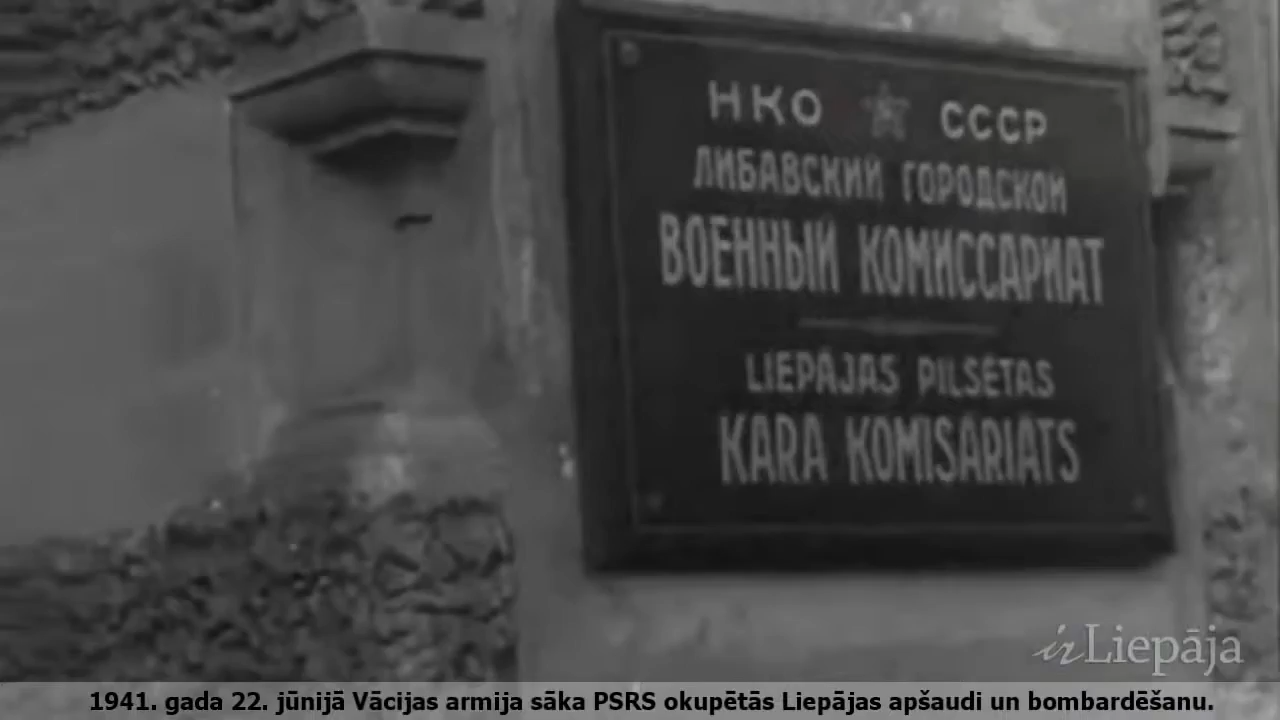 НКО ★ СССР
ЛИБАВСКИЙ ГОРОДСКОЙ
ВОЕННЫЙ КОМИССАРИАТ
LIEPĀJAS PILSĒTAS
KARA KOMISARIATS
irLiepāja
1941. gada 22. jūnijā Vācijas armija sāka PSRS okupētās Liepājas apšaudi un bombardēšanu.